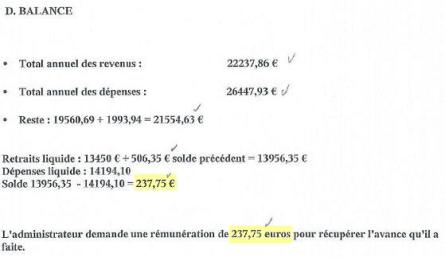 D. BALANCE
• Total annuel des revenus : 22237,86 € ✓
• Total annuel des dépenses : 26447,93 € ✓
• Reste : 19560,69 + 1993,94 = 21554,63 €
Retraits liquide : 13450 € + 506,35 € solde précédent = 13956,35 €
Dépenses liquide : 14194,10
Solde 13956,35 - 14194,10 = 237,75 €
L'administrateur demande une rémunération de 237,75 euros pour récupérer l'avance qu'il a
faite.